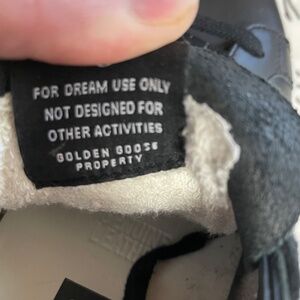 FOR DREAM USE ONLY
NOT DESIGNED FOR
OTHER ACTIVITIES
GOLDEN GOOSE
PROPERTY